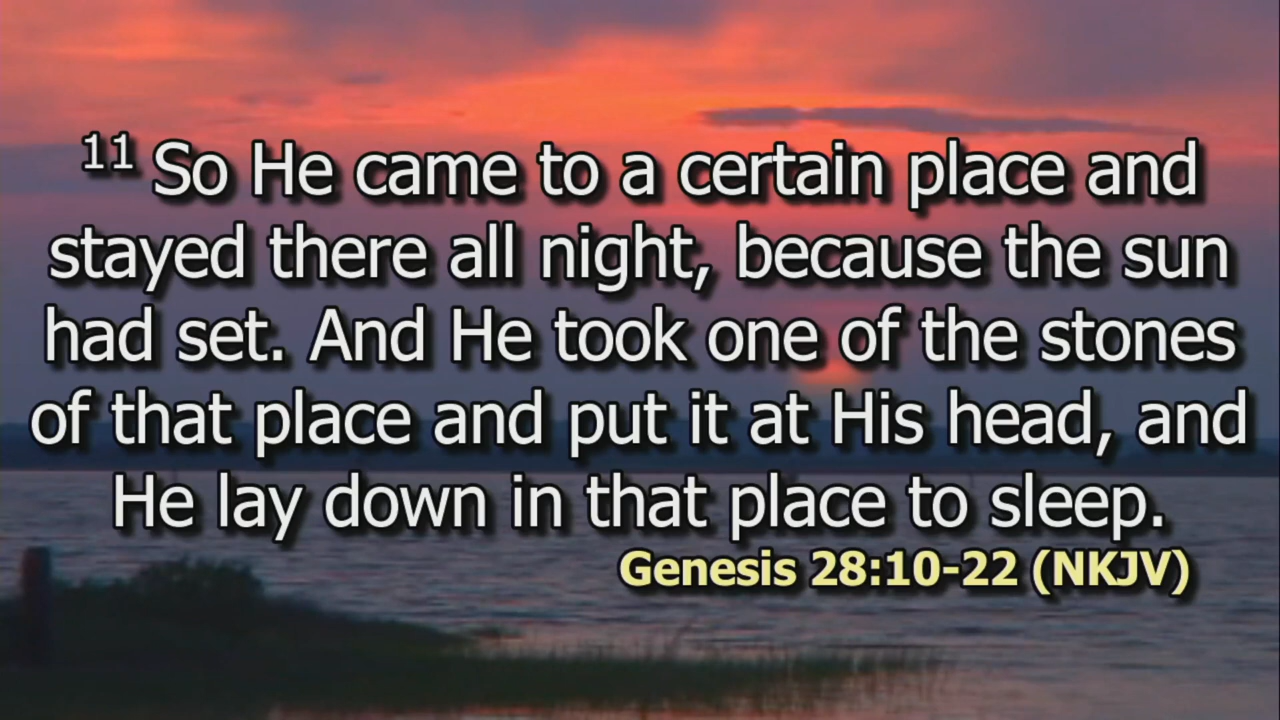 11 So He came to a certain place and
stayed there all night, because the sun
had set. And He took one of the stones
of that place and put it at His head, and
He lay down in that place to sleep.
Genesis 28:10-22 (NKJV)